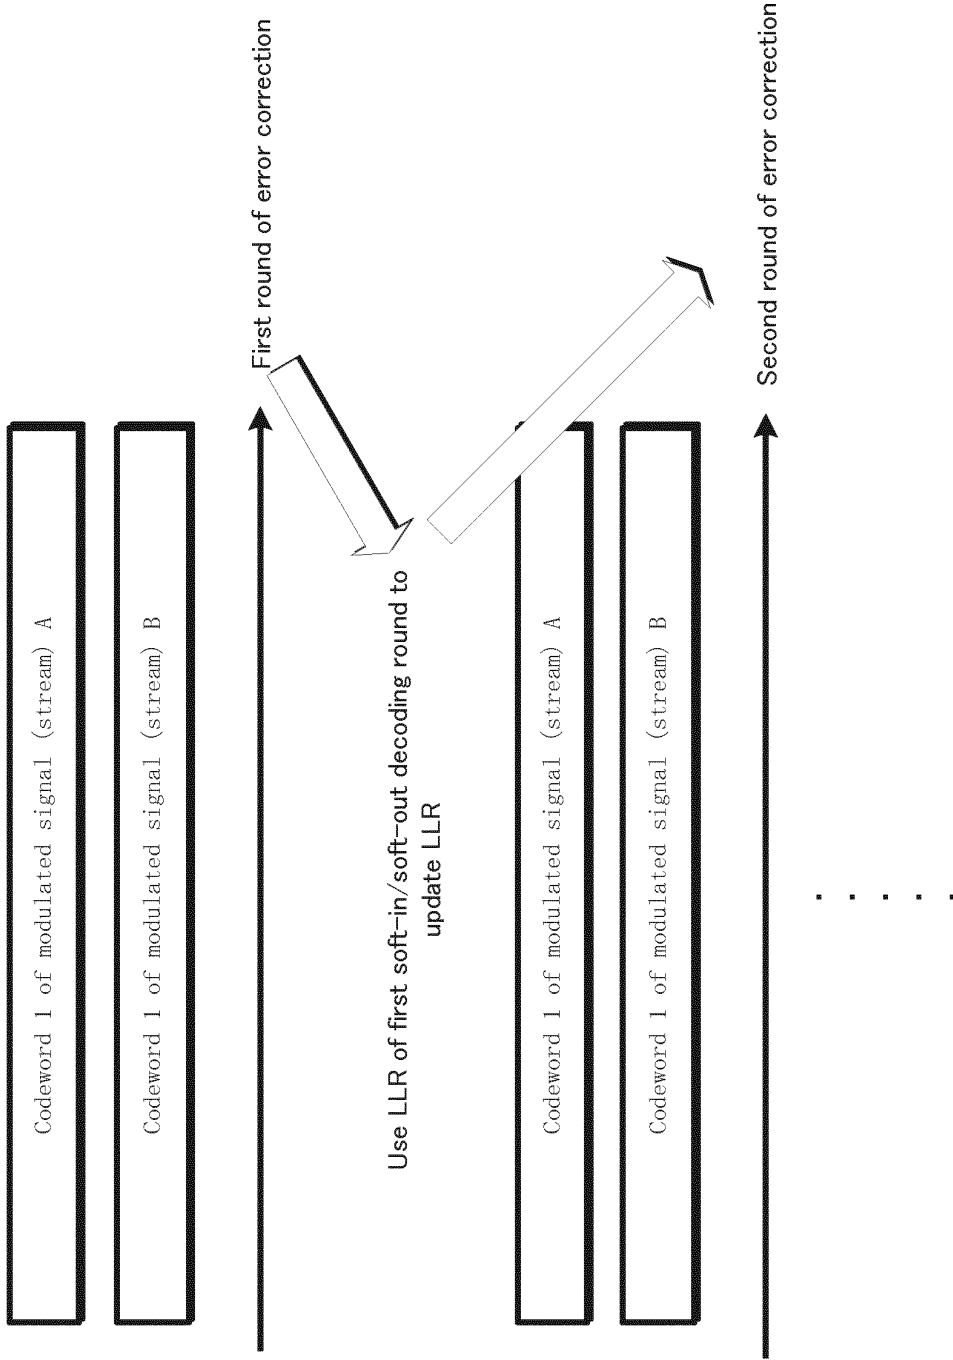 Codeword 1 of modulated signal (stream) A
Codeword 1 of modulated signal (stream) B
First round of error correction
Use LLR of first soft-in/soft-out decoding round to
update LLR
Codeword 1 of modulated signal (stream) A
Codeword 1 of modulated signal (stream) B
Second round of error correction
.....